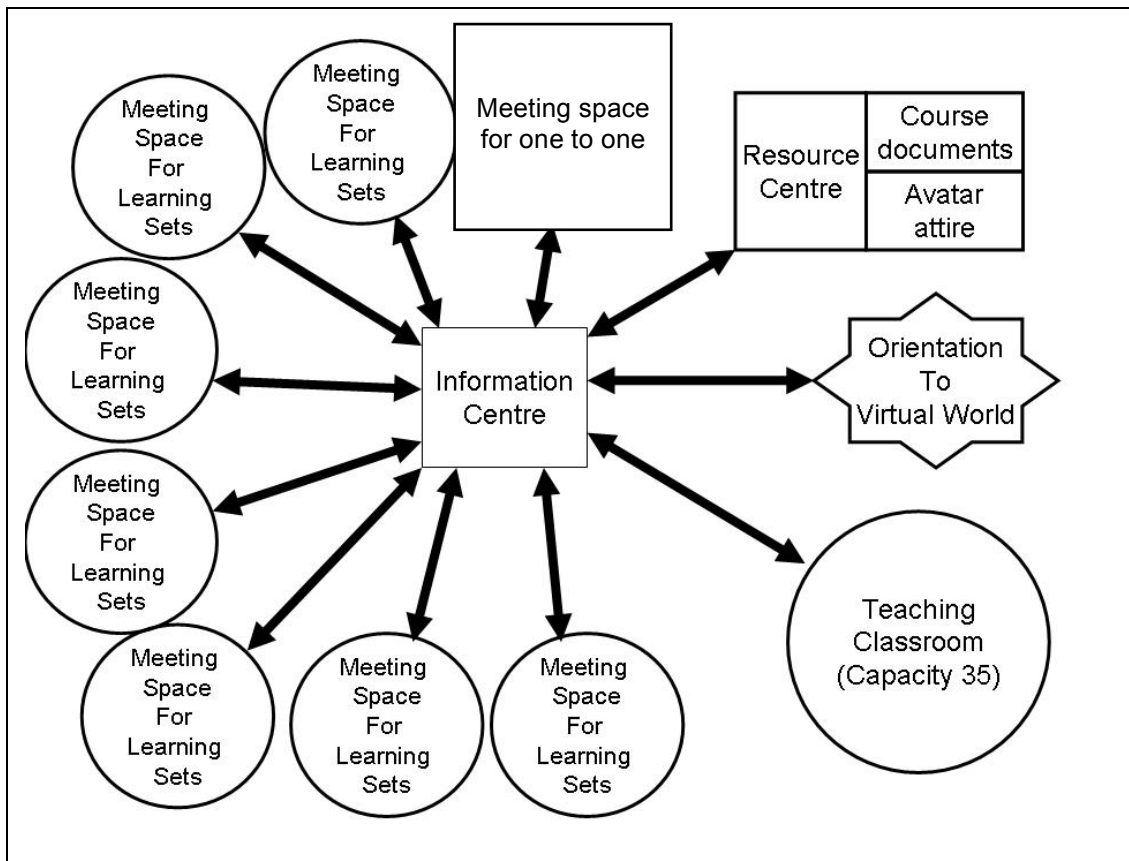 Meeting
Space
For
Learning
Sets
Meeting
Space
For
Learning
Sets
Meeting space
for one to one
Resource
Centre
Course
documents
Avatar
attire
Meeting
Space
For
Learning
Sets
Information
Centre
Orientation
To
Virtual World
Meeting
Space
For
Learning
Sets
Meeting
Space
For
Learning
Sets
Meeting
Space
For
Learning
Sets
Meeting
Space
For
Learning
Sets
Teaching
Classroom
(Capacity 35)